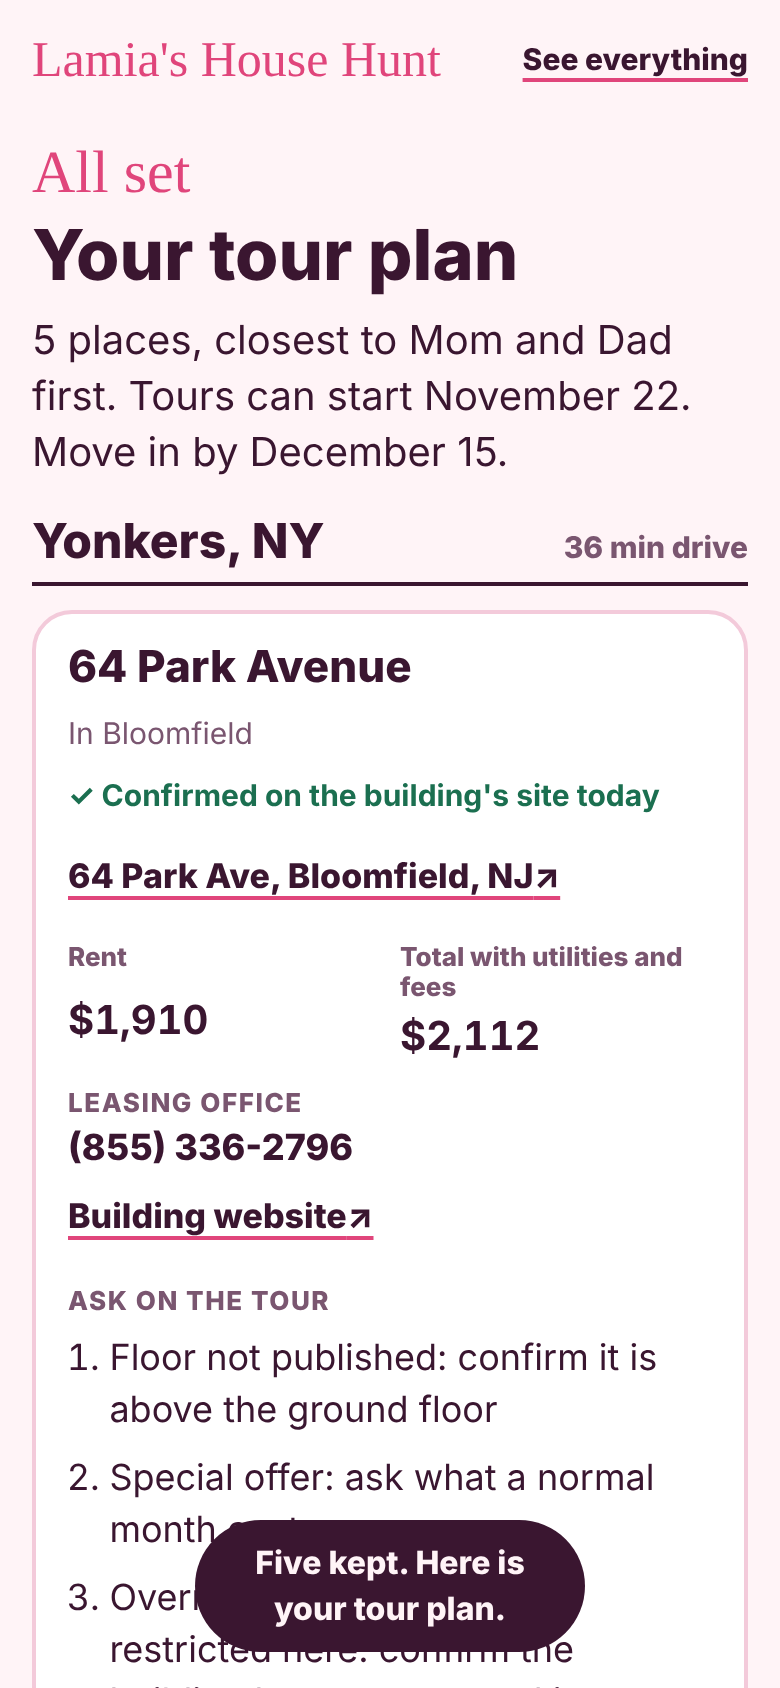 Lamia's House Hunt
See everything
All set
Your tour plan
5 places, closest to Mom and Dad
first. Tours can start November 22.
Move in by December 15.
Yonkers, NY
36 min drive
64 Park Avenue
In Bloomfield
✓ Confirmed on the building's site today
64 Park Ave, Bloomfield, NJ↗
Rent
Total with utilities and
fees
$1,910
$2,112
LEASING OFFICE
(855) 336-2796
Building website↗
ASK ON THE TOUR
1. Floor not published: confirm it is
above the ground floor
2. Special offer: ask what a normal
month
3.
restricted here: confirm the
Five kept. Here is
your tour plan.